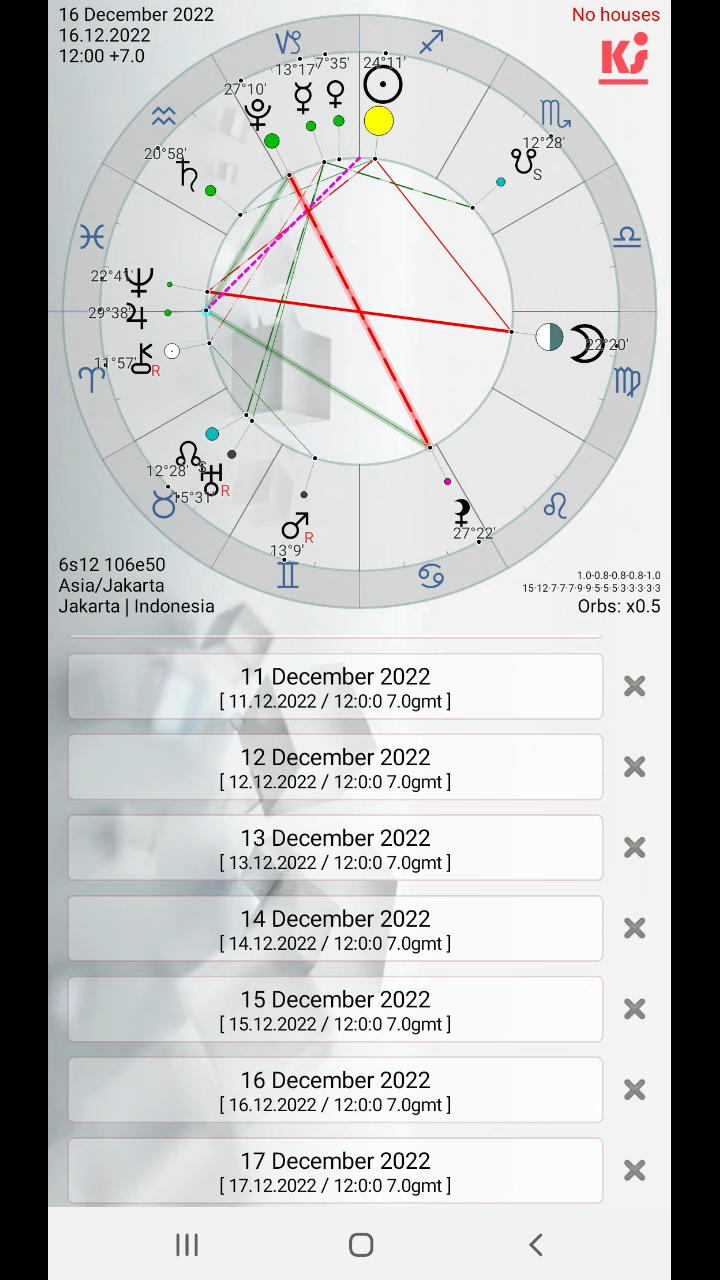 16 December 2022
No houses
16.12.2022
12:00 +7.0
KJ
13°17'
7°35'
24°11'
27°10'
12°28'
S
20°58'
22°41'
29°38'
22°20'
11°57'
R
12°28'
S
15°31'
R
R
13°9'
27°22'
6s12 106e50
1.0-0.8-0.8-0.8-1.0
Asia/Jakarta
15-12-7-7-7-9-9-5-5-5-3-3-3-3-3
Jakarta | Indonesia
Orbs: x0.5
11 December 2022
[ 11.12.2022 / 12:0:0 7.0gmt ]
12 December 2022
[ 12.12.2022 / 12:0:0 7.0gmt ]
13 December 2022
[ 13.12.2022 / 12:0:0 7.0gmt ]
14 December 2022
[ 14.12.2022 / 12:0:0 7.0gmt ]
15 December 2022
[ 15.12.2022 / 12:0:0 7.0gmt ]
16 December 2022
[ 16.12.2022 / 12:0:0 7.0gmt ]
17 December 2022
[ 17.12.2022 / 12:0:0 7.0gmt ]